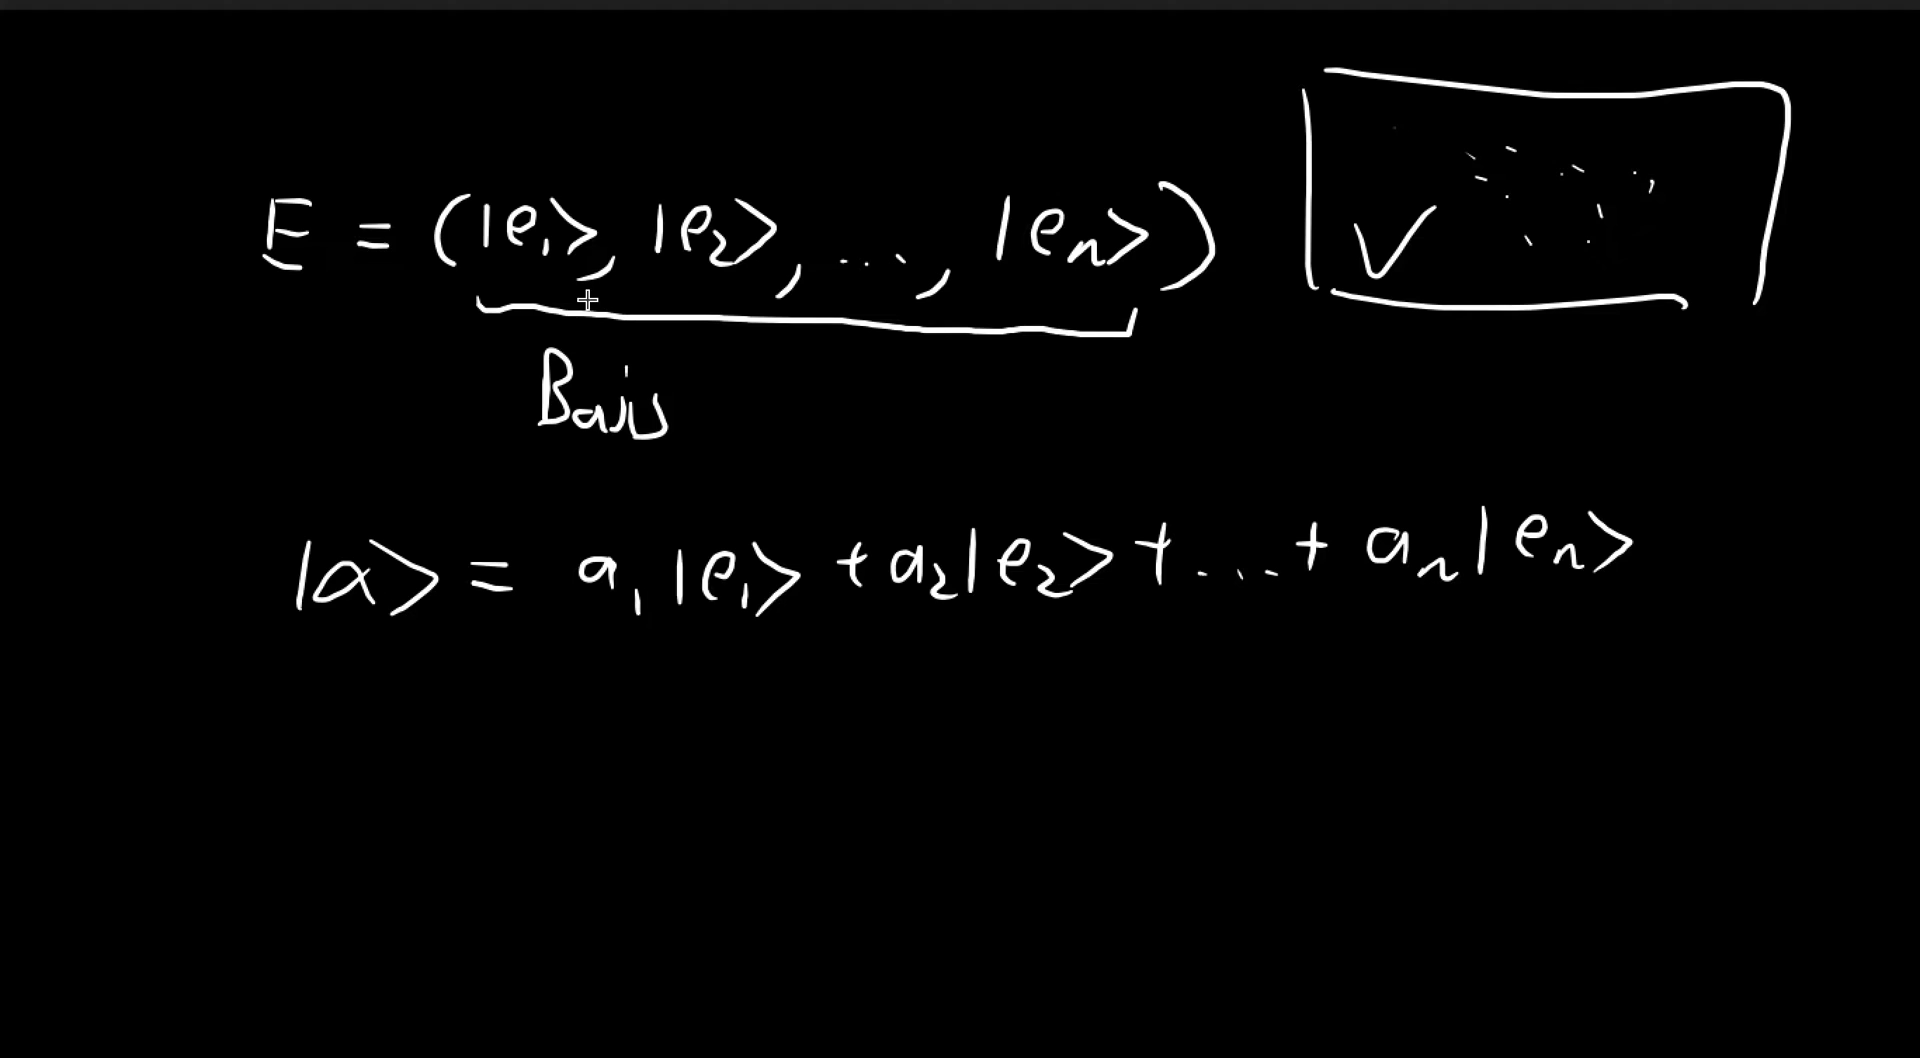 E = (|e₁>, |e₂>, ..., |eₙ>)
V
Basis
|α> = a₁|e₁> + a₂|e₂> + ... + aₙ|eₙ>